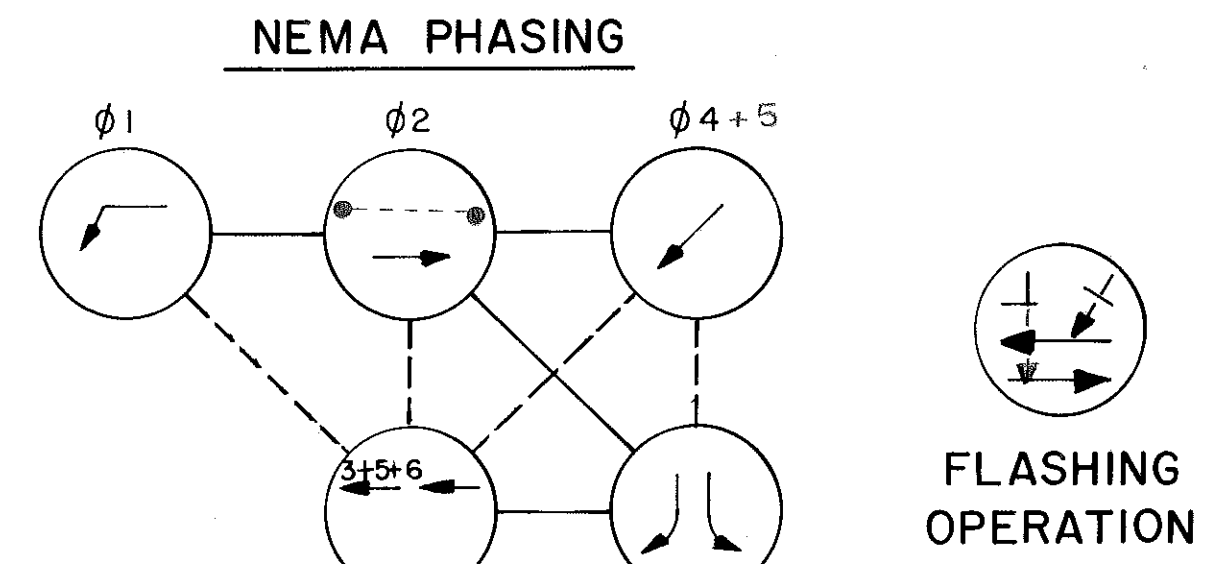 NEMA PHASING
ϕ1
ϕ2
ϕ4+5
3+5+6
FLASHING
OPERATION